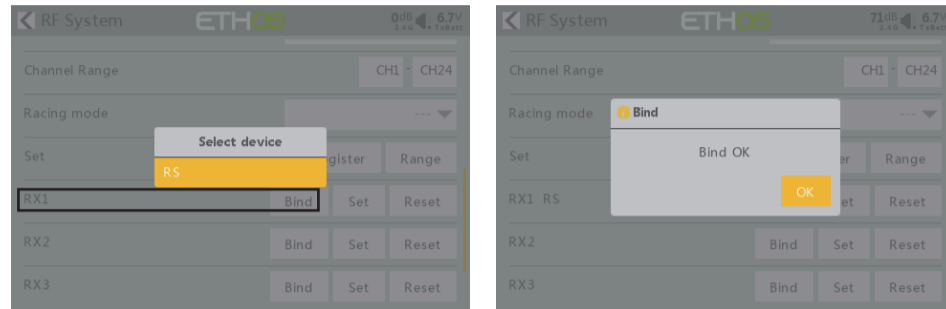 RF System ETHOS 0dB 2.4G 6.7V TxBatt
Channel Range CH1 - CH24
Racing mode ---
Select device
Set gister Range
RS
RX1 Bind Set Reset
RX2 Bind Set Reset
RX3 Bind Set Reset
RF System ETHOS 71dB 2.4G 6.7V TxBatt
Channel Range CH1 - CH24
Racing mode ---
Bind
Set er Range
Bind OK
OK
RX1 RS et Reset
RX2 Bind Set Reset
RX3 Bind Set Reset